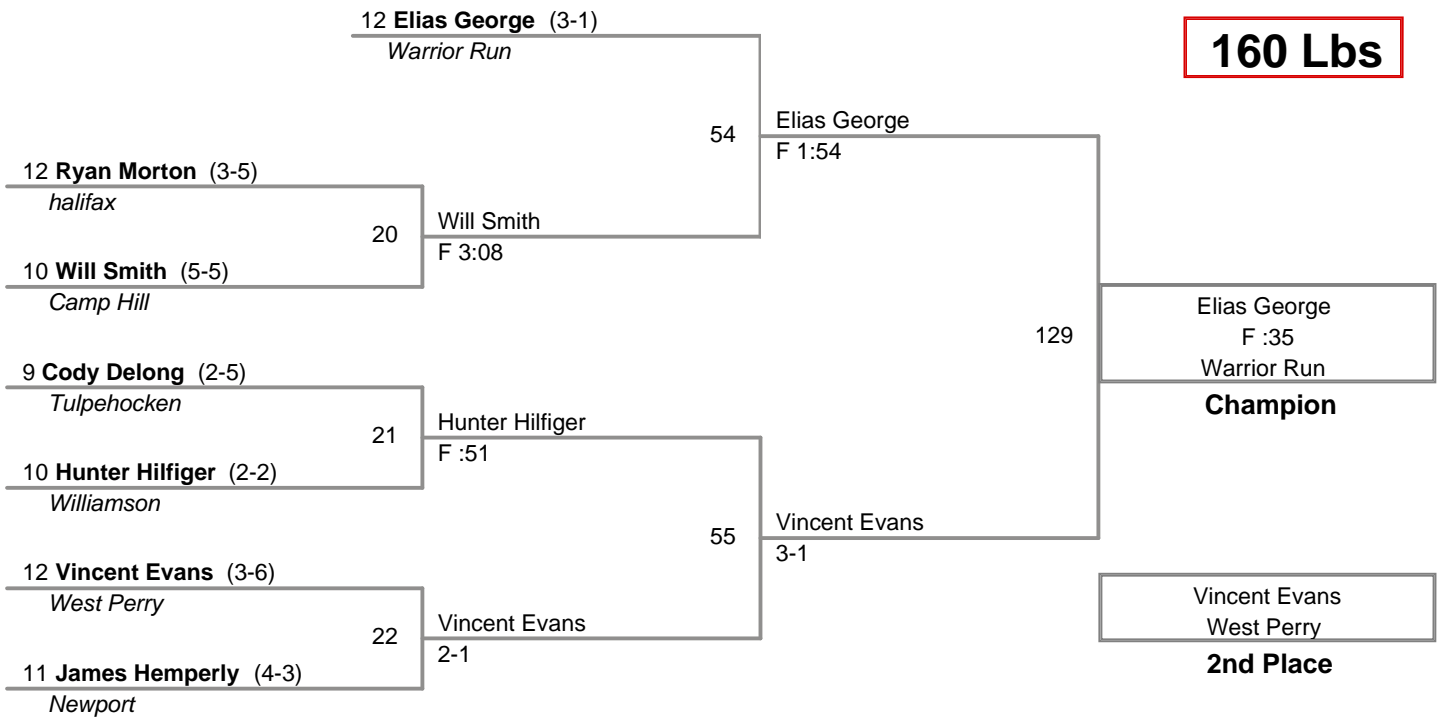 12 Elias George (3-1)
Warrior Run
160 Lbs
54
Elias George
F 1:54
12 Ryan Morton (3-5)
halifax
20
Will Smith
F 3:08
10 Will Smith (5-5)
Camp Hill
129
Elias George
F :35
Warrior Run
Champion
9 Cody Delong (2-5)
Tulpehocken
21
Hunter Hilfiger
F :51
10 Hunter Hilfiger (2-2)
Williamson
55
Vincent Evans
3-1
12 Vincent Evans (3-6)
West Perry
22
Vincent Evans
2-1
11 James Hemperly (4-3)
Newport
Vincent Evans
West Perry
2nd Place